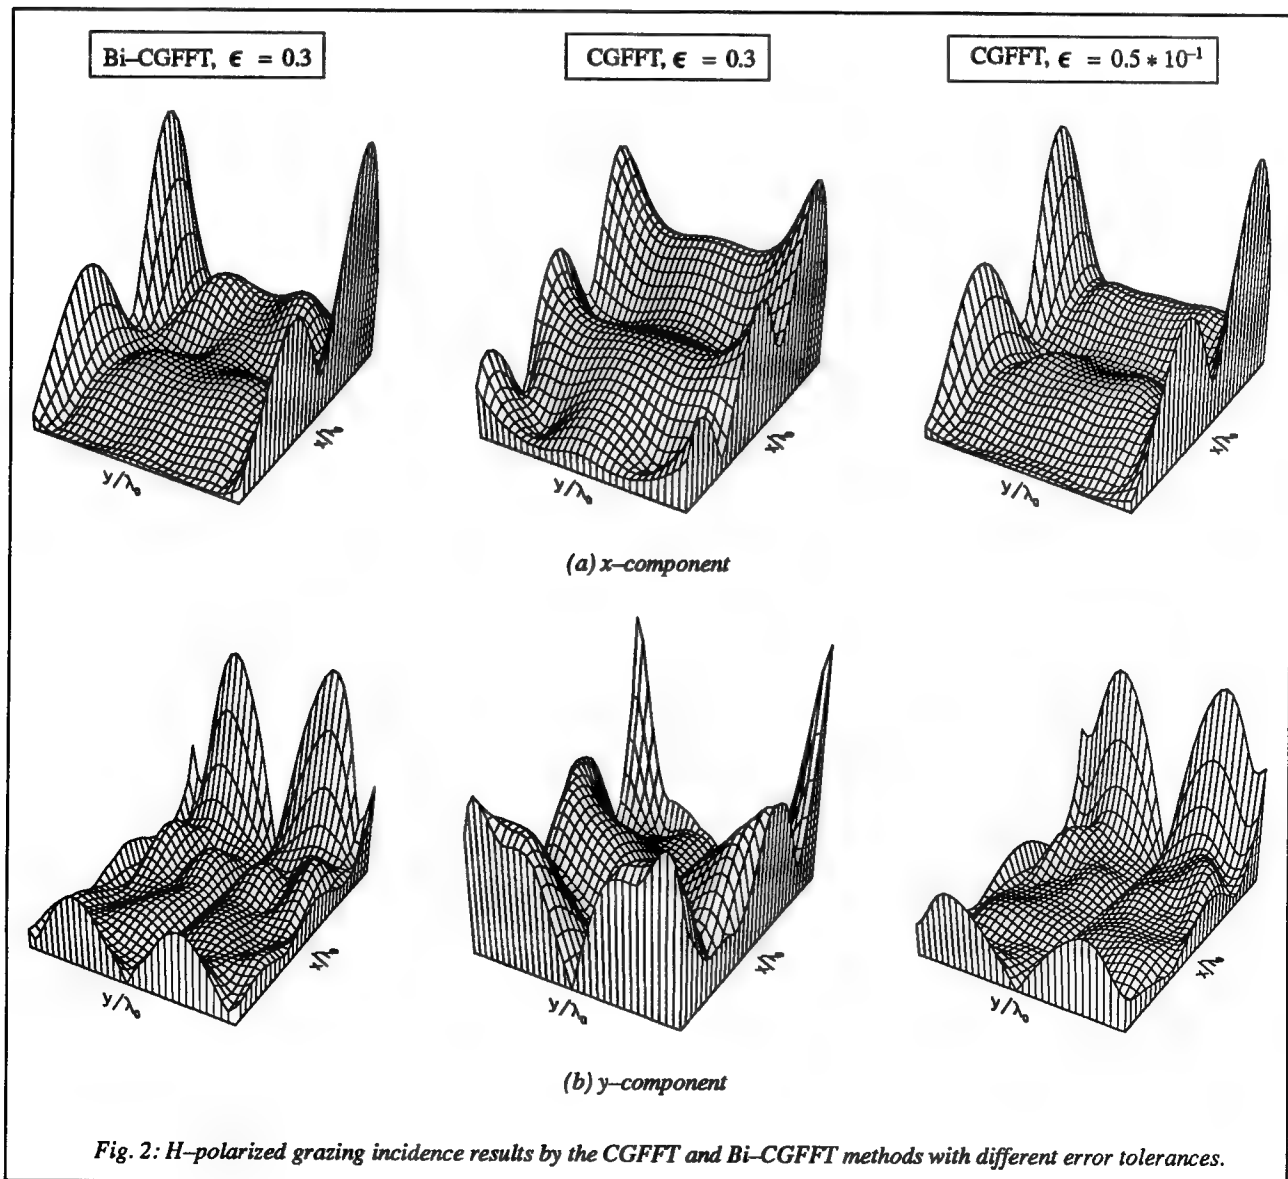 Bi–CGFFT, ϵ = 0.3
CGFFT, ϵ = 0.3
CGFFT, ϵ = 0.5 * 10⁻¹
y/λ₀
x/λ₀
y/λ₀
x/λ₀
y/λ₀
x/λ₀
(a) x–component
y/λ₀
x/λ₀
y/λ₀
x/λ₀
y/λ₀
x/λ₀
(b) y–component
Fig. 2: H–polarized grazing incidence results by the CGFFT and Bi–CGFFT methods with different error tolerances.